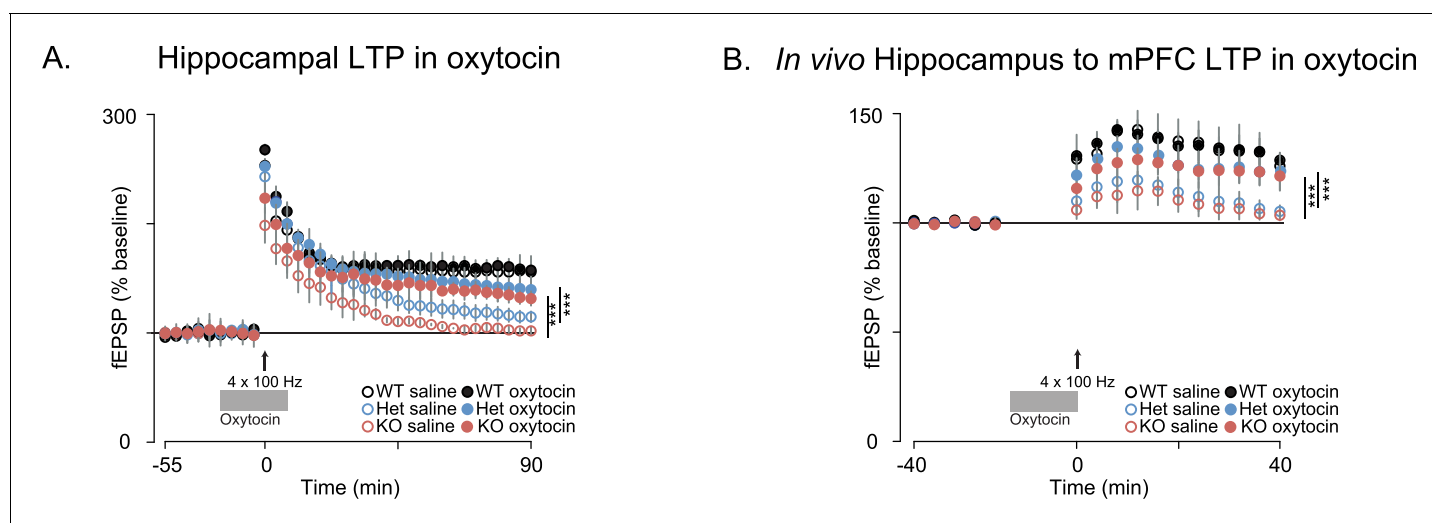 A. Hippocampal LTP in oxytocin
300
fEPSP (% baseline)
0
***
***
4 x 100 Hz
Oxytocin
WT saline WT oxytocin
Het saline Het oxytocin
KO saline KO oxytocin
-55 0 90
Time (min)
B. In vivo Hippocampus to mPFC LTP in oxytocin
150
fEPSP (% baseline)
0
***
***
4 x 100 Hz
Oxytocin
WT saline WT oxytocin
Het saline Het oxytocin
KO saline KO oxytocin
-40 0 40
Time (min)